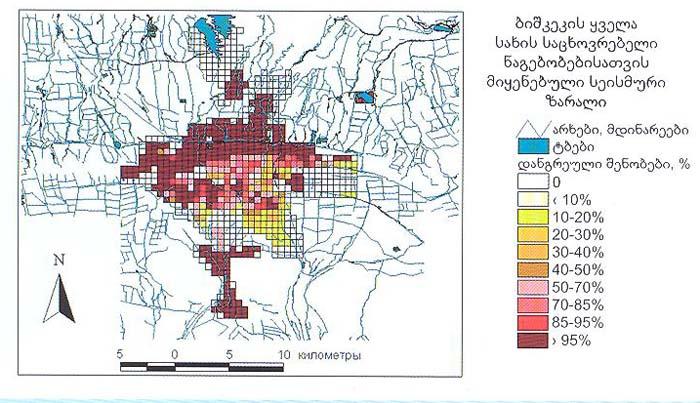 ბიშკეკის ყველა
სახის საცხოვრებელი
ნაგებობებისათვის
მიყენებული სეისმური
ზარალი
არხები, მდინარეები
ტბები
დანგრეული შენობები, %
0
‹ 10%
10-20%
20-30%
30-40%
40-50%
50-70%
70-85%
85-95%
› 95%
N
5 0 5 10 километры